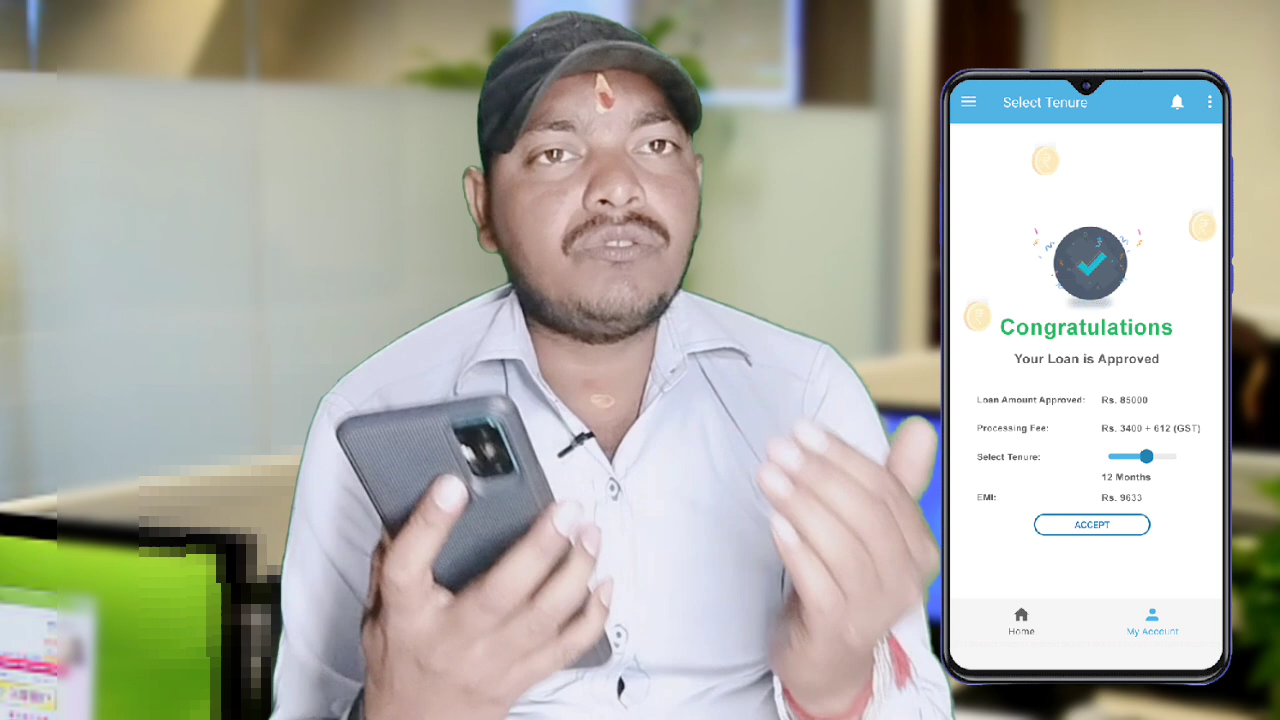 Select Tenure
Congratulations
Your Loan is Approved
Loan Amount Approved: Rs. 85000
Processing Fee: Rs. 3400 + 612 (GST)
Select Tenure:
12 Months
EMI: Rs. 9633
ACCEPT
Home My Account